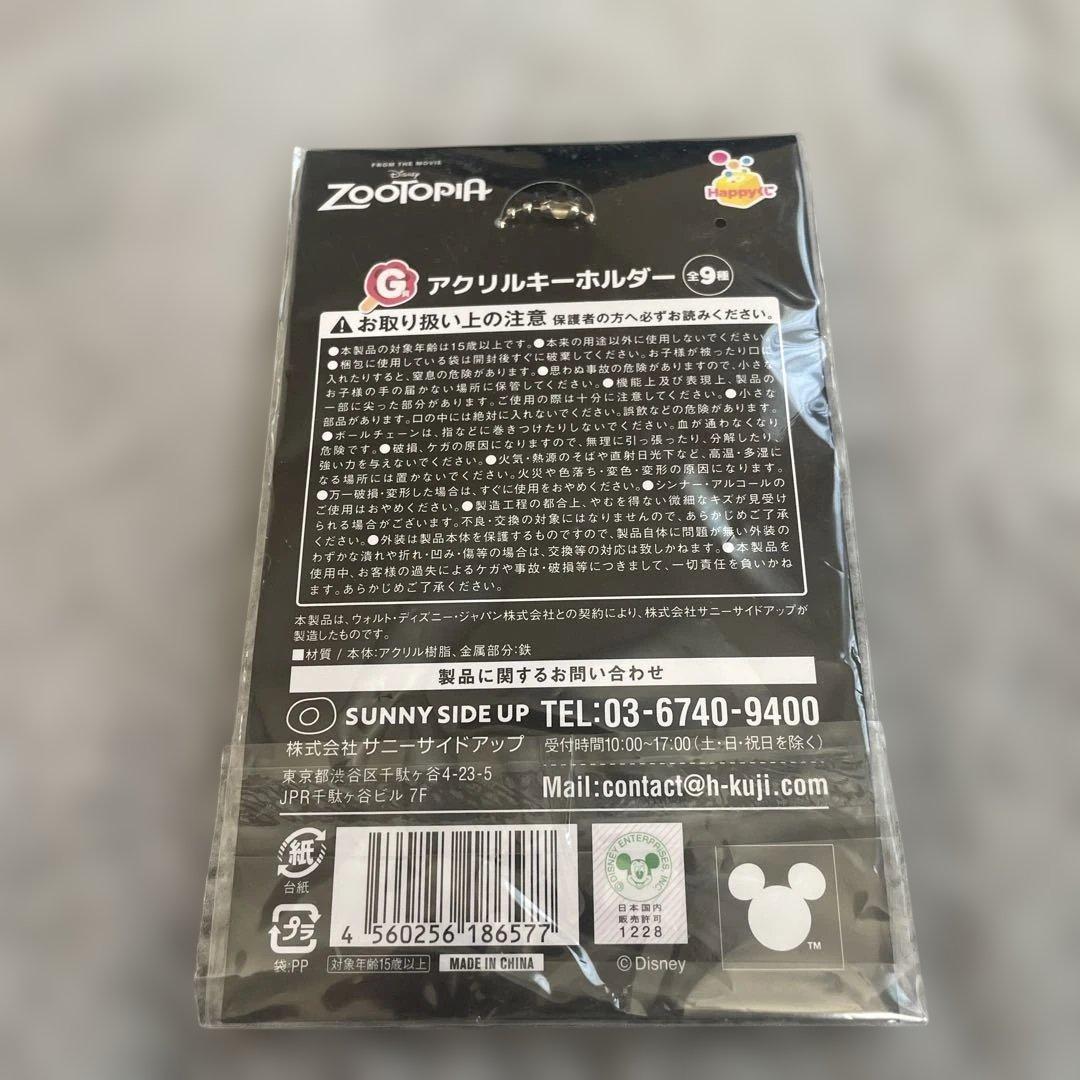 FROM THE MOVIE
Disney
ZOOTOPIA
Happyくじ
G賞 アクリルキーホルダー 全9種
お取り扱い上の注意 保護者の方へ必ずお読みください。
●本製品の対象年齢は15歳以上です。●本来の用途以外に使用しないでください。
●梱包に使用している袋は開封後すぐに破棄してください。お子様が被ったり口に
入れたりすると、窒息の危険があります。●思わぬ事故の危険がありますので、小さな
お子様の手の届かない場所に保管してください。●機能上及び表現上、製品の
一部に尖った部分があります。ご使用の際は十分に注意してください。●小さな
部品があります。口の中には絶対に入れないでください。誤飲などの危険があります。
●ボールチェーンは、指などに巻きつけたりしないでください。血が通わなくなり
危険です。●破損、ケガの原因になりますので、無理に引っ張ったり、分解したり、
強い力を与えないでください。●火気・熱源のそばや直射日光下など、高温・多湿に
なる場所には置かないでください。火災や色落ち・変色・変形の原因になります。
●万一破損・変形した場合は、すぐに使用をおやめください。●シンナー・アルコールの
ご使用はおやめください。●製造工程の都合上、やむを得ない微細なキズが見受け
られる場合がございます。不良・交換の対象にはなりませんので、あらかじめご了承
ください。●外装は製品本体を保護するものですので、製品自体に問題が無い外装の
わずかな潰れや折れ・凹み・傷等の場合は、交換等の対応は致しかねます。●本製品を
使用中、お客様の過失によるケガや事故・破損等につきまして、一切責任を負いかね
ます。あらかじめご了承ください。
本製品は、ウォルト・ディズニー・ジャパン株式会社との契約により、株式会社サニーサイドアップが
製造したものです。
■材質 / 本体:アクリル樹脂、金属部分:鉄
製品に関するお問い合わせ
SUNNY SIDE UP TEL:03-6740-9400
株式会社 サニーサイドアップ 受付時間10:00~17:00(土・日・祝日を除く)
東京都渋谷区千駄ヶ谷4-23-5
JPR千駄ヶ谷ビル 7F
Mail:contact@h-kuji.com
紙
台紙
プラ
袋:PP
4 560256 186577
対象年齢15歳以上
MADE IN CHINA
©DISNEY ENTERPRISES, INC.
日本国内
販売許可
1228
©Disney
TM